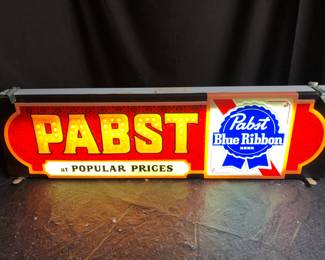 PABST
at POPULAR PRICES
Pabst
Blue Ribbon
BEER